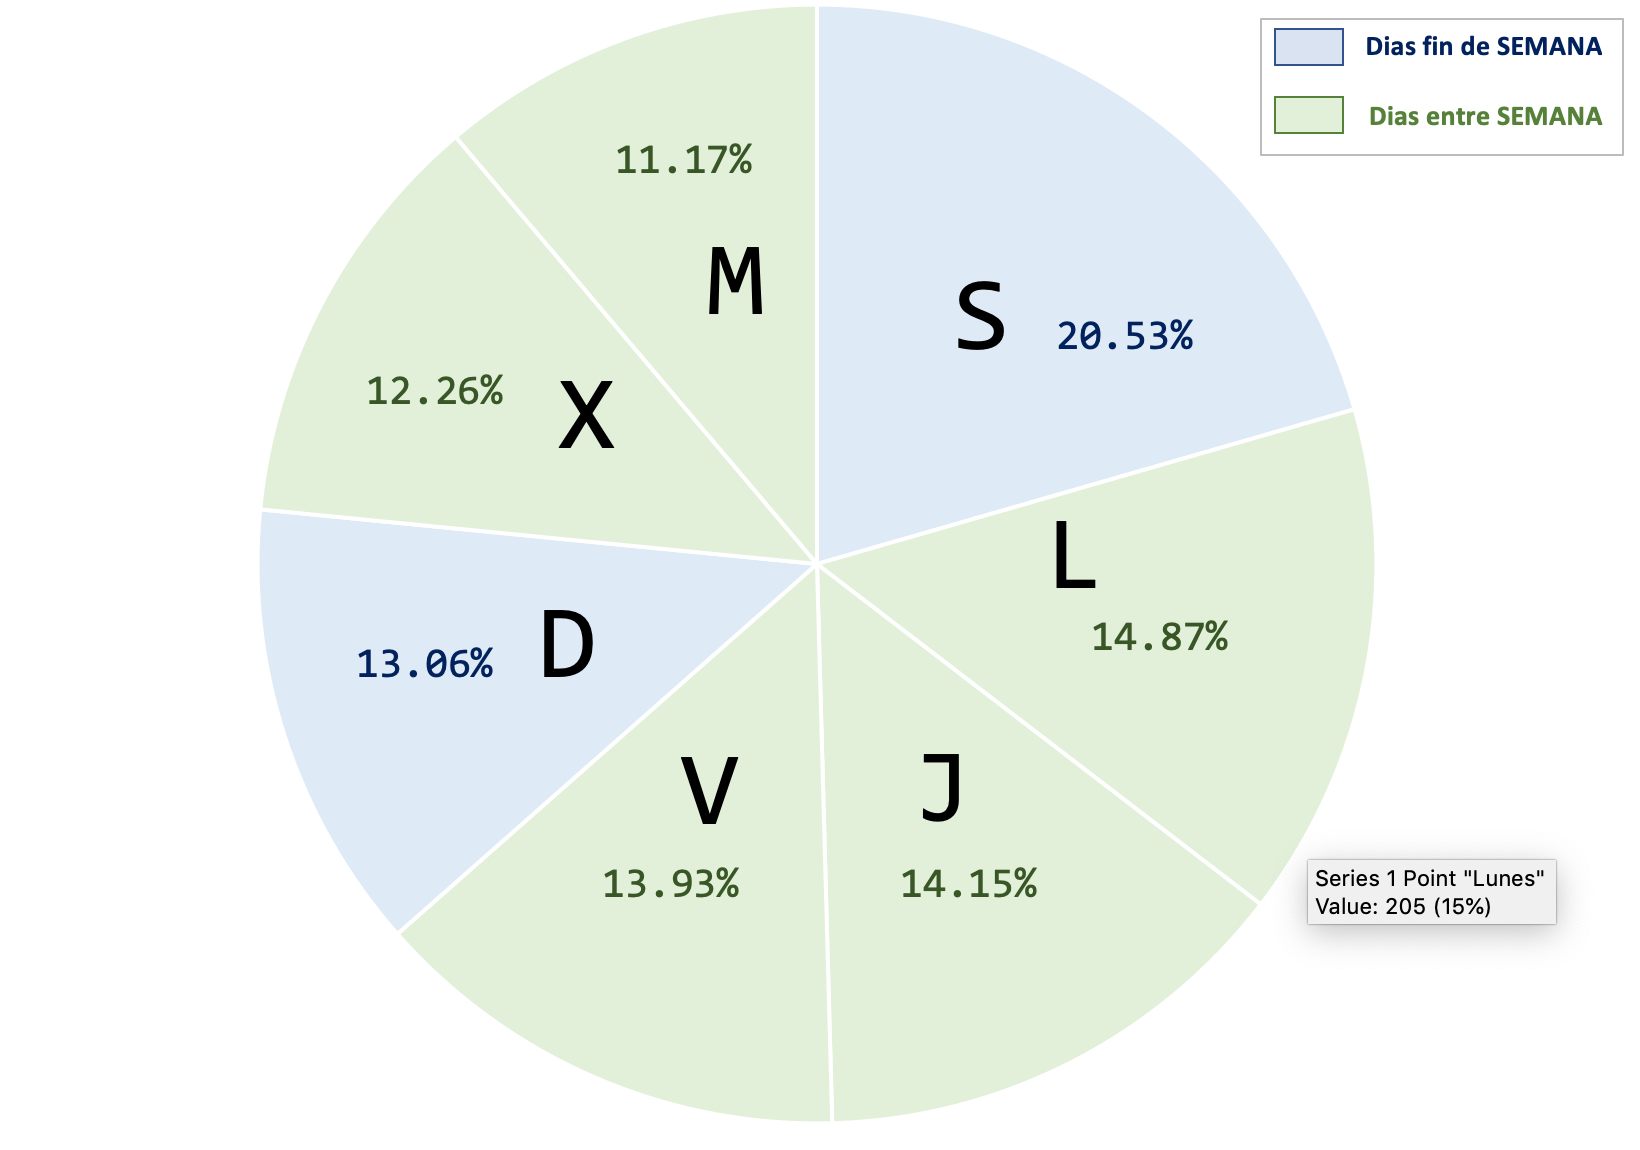 Dias fin de SEMANA
Dias entre SEMANA
11.17%
M
S 20.53%
12.26% X
L
14.87%
13.06% D
V
13.93%
J
14.15%
Series 1 Point "Lunes"
Value: 205 (15%)